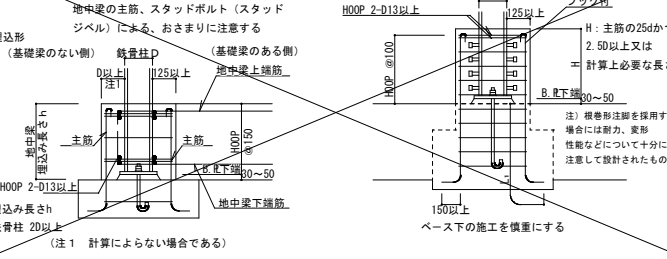 地中梁の主筋、スタッドボルト（スタッド
ジベル）による、おさまりに注意する
埋込形
（基礎梁のない側）
鉄骨柱D
（基礎梁のある側）
D以上
125以上
注1
地中梁上端筋
地中梁
埋込み長さh
主筋
主筋
HOOP
@150
B.PL下端
30～50
HOOP 2-D13以上
地中梁下端筋
埋込み長さh
鉄骨柱 2D以上
（注１　計算によらない場合である）
HOOP 2-D13以上
125以上
フック付
HOOP @100
H
H：主筋の25dかつ
2.5D以上又は
計算上必要な長さ
B.PL下端
30～50
注）根巻形注脚を採用す
場合には耐力、変形
性能などについて十分に
注意して設計されたもの
150以上
ベース下の施工を慎重にする